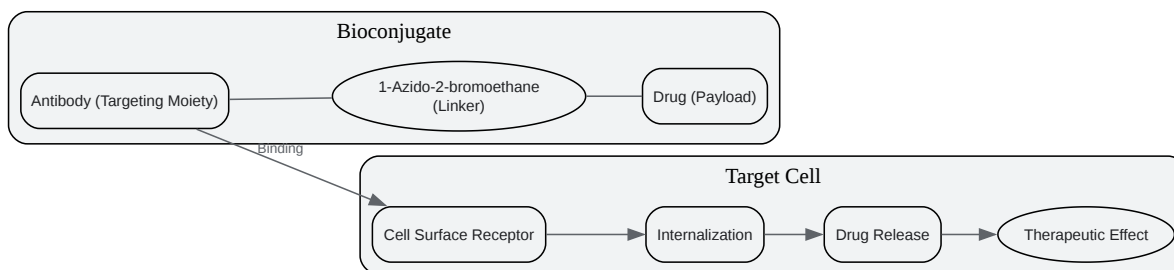 Bioconjugate
Antibody (Targeting Moiety)
1-Azido-2-bromoethane
(Linker)
Drug (Payload)
Binding
Target Cell
Cell Surface Receptor
Internalization
Drug Release
Therapeutic Effect